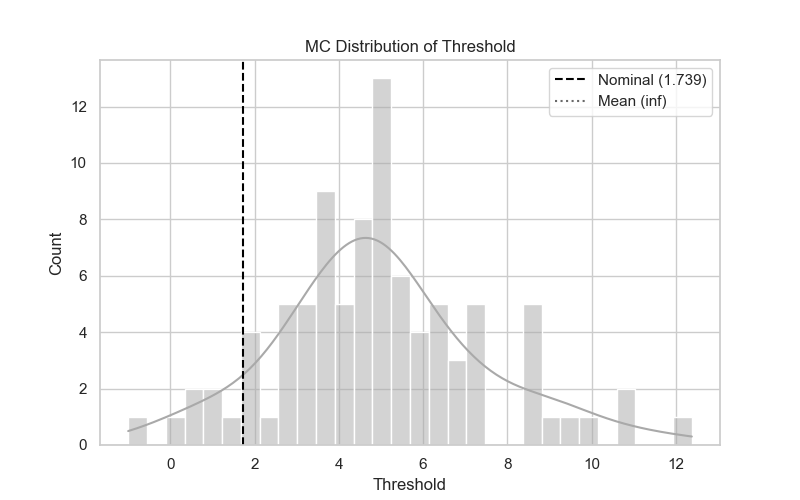 MC Distribution of Threshold
Nominal (1.739)
Mean (inf)
12
10
8
6
4
2
0
Count
0
2
4
6
8
10
12
Threshold